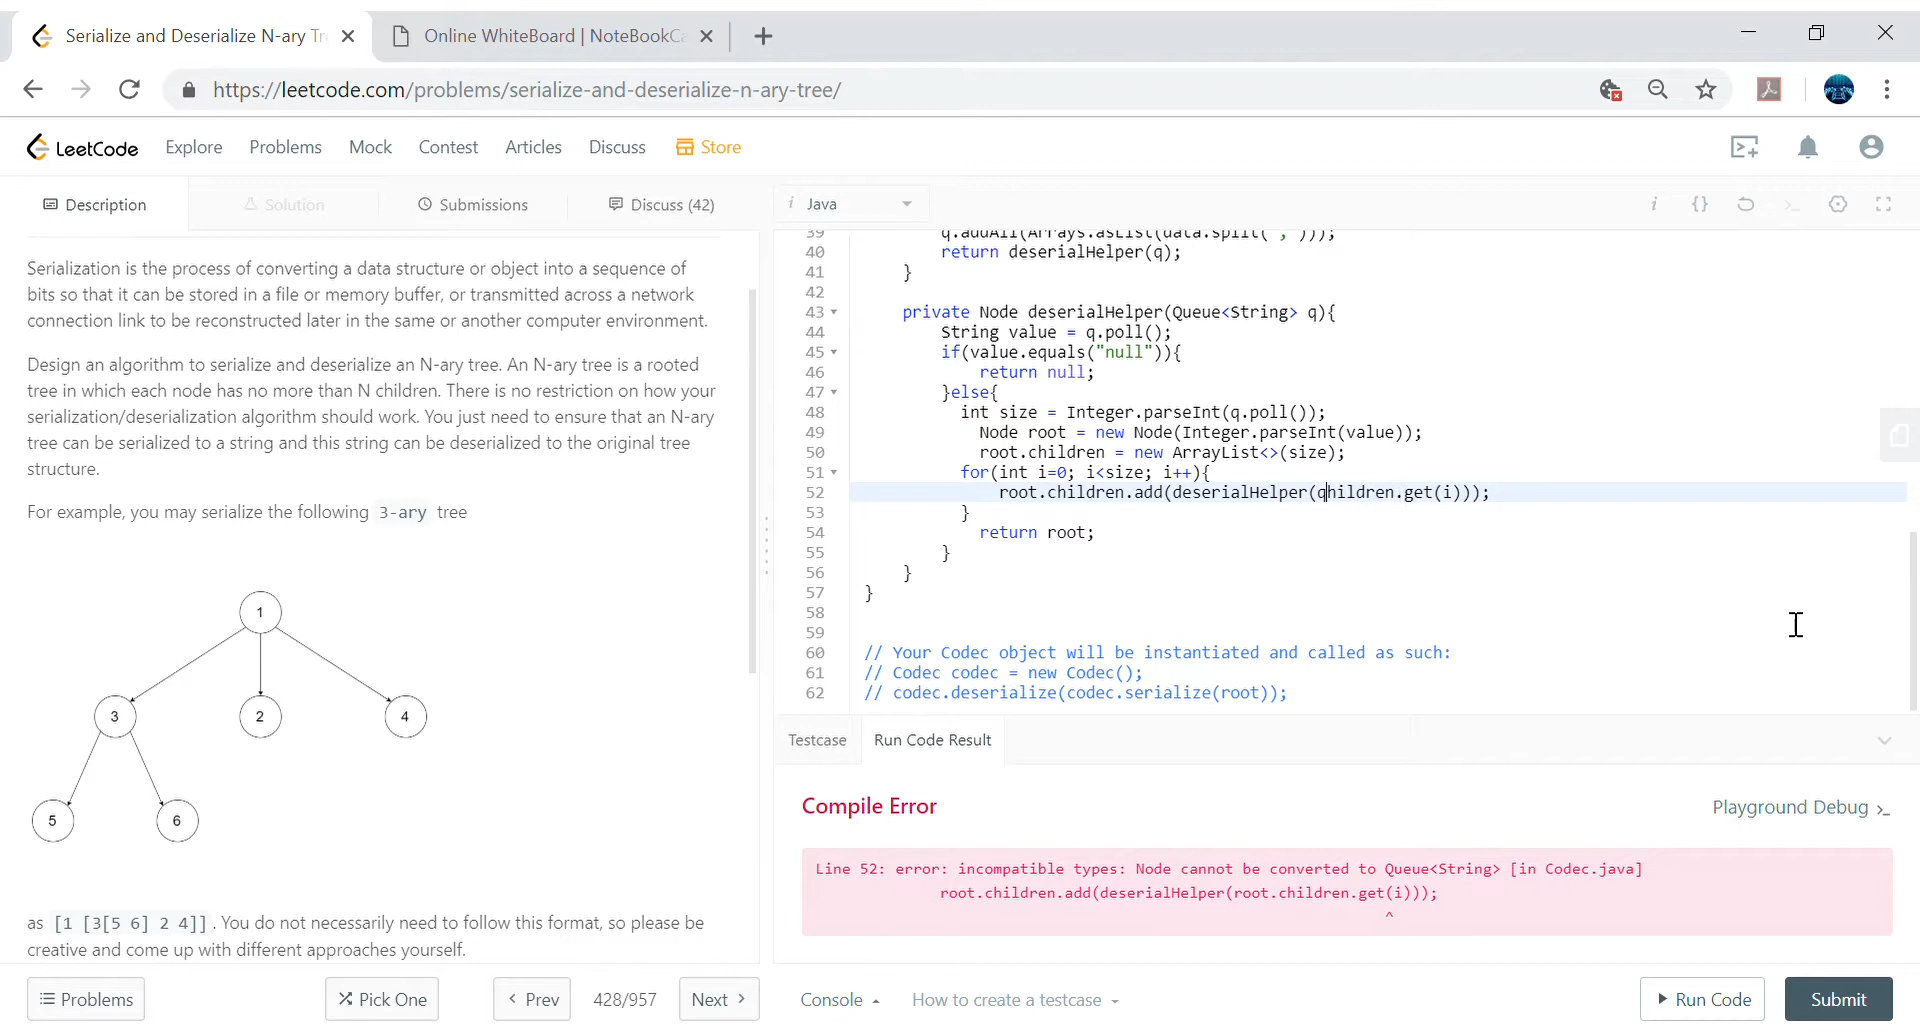 Serialize and Deserialize N-ary Tr
Online WhiteBoard | NoteBookC
https://leetcode.com/problems/serialize-and-deserialize-n-ary-tree/
LeetCode Explore Problems Mock Contest Articles Discuss Store
Description Solution Submissions Discuss (42)
i Java
Serialization is the process of converting a data structure or object into a sequence of
bits so that it can be stored in a file or memory buffer, or transmitted across a network
connection link to be reconstructed later in the same or another computer environment.
Design an algorithm to serialize and deserialize an N-ary tree. An N-ary tree is a rooted
tree in which each node has no more than N children. There is no restriction on how your
serialization/deserialization algorithm should work. You just need to ensure that an N-ary
tree can be serialized to a string and this string can be deserialized to the original tree
structure.
For example, you may serialize the following 3-ary tree
1
3 2 4
5 6
as [1 [3[5 6] 2 4]]. You do not necessarily need to follow this format, so please be
creative and come up with different approaches yourself.
39 q.addAll(Arrays.asList(data.split(",")));
40 return deserialHelper(q);
41 }
42
43 private Node deserialHelper(Queue<String> q){
44 String value = q.poll();
45 if(value.equals("null")){
46 return null;
47 }else{
48 int size = Integer.parseInt(q.poll());
49 Node root = new Node(Integer.parseInt(value));
50 root.children = new ArrayList<>(size);
51 for(int i=0; i<size; i++){
52 root.children.add(deserialHelper(qhildren.get(i)));
53 }
54 return root;
55 }
56 }
57 }
58
59
60 // Your Codec object will be instantiated and called as such:
61 // Codec codec = new Codec();
62 // codec.deserialize(codec.serialize(root));
Testcase Run Code Result
Compile Error
Playground Debug >_
Line 52: error: incompatible types: Node cannot be converted to Queue<String> [in Codec.java]
root.children.add(deserialHelper(root.children.get(i)));
^
Problems Pick One Prev 428/957 Next
Console How to create a testcase Run Code Submit